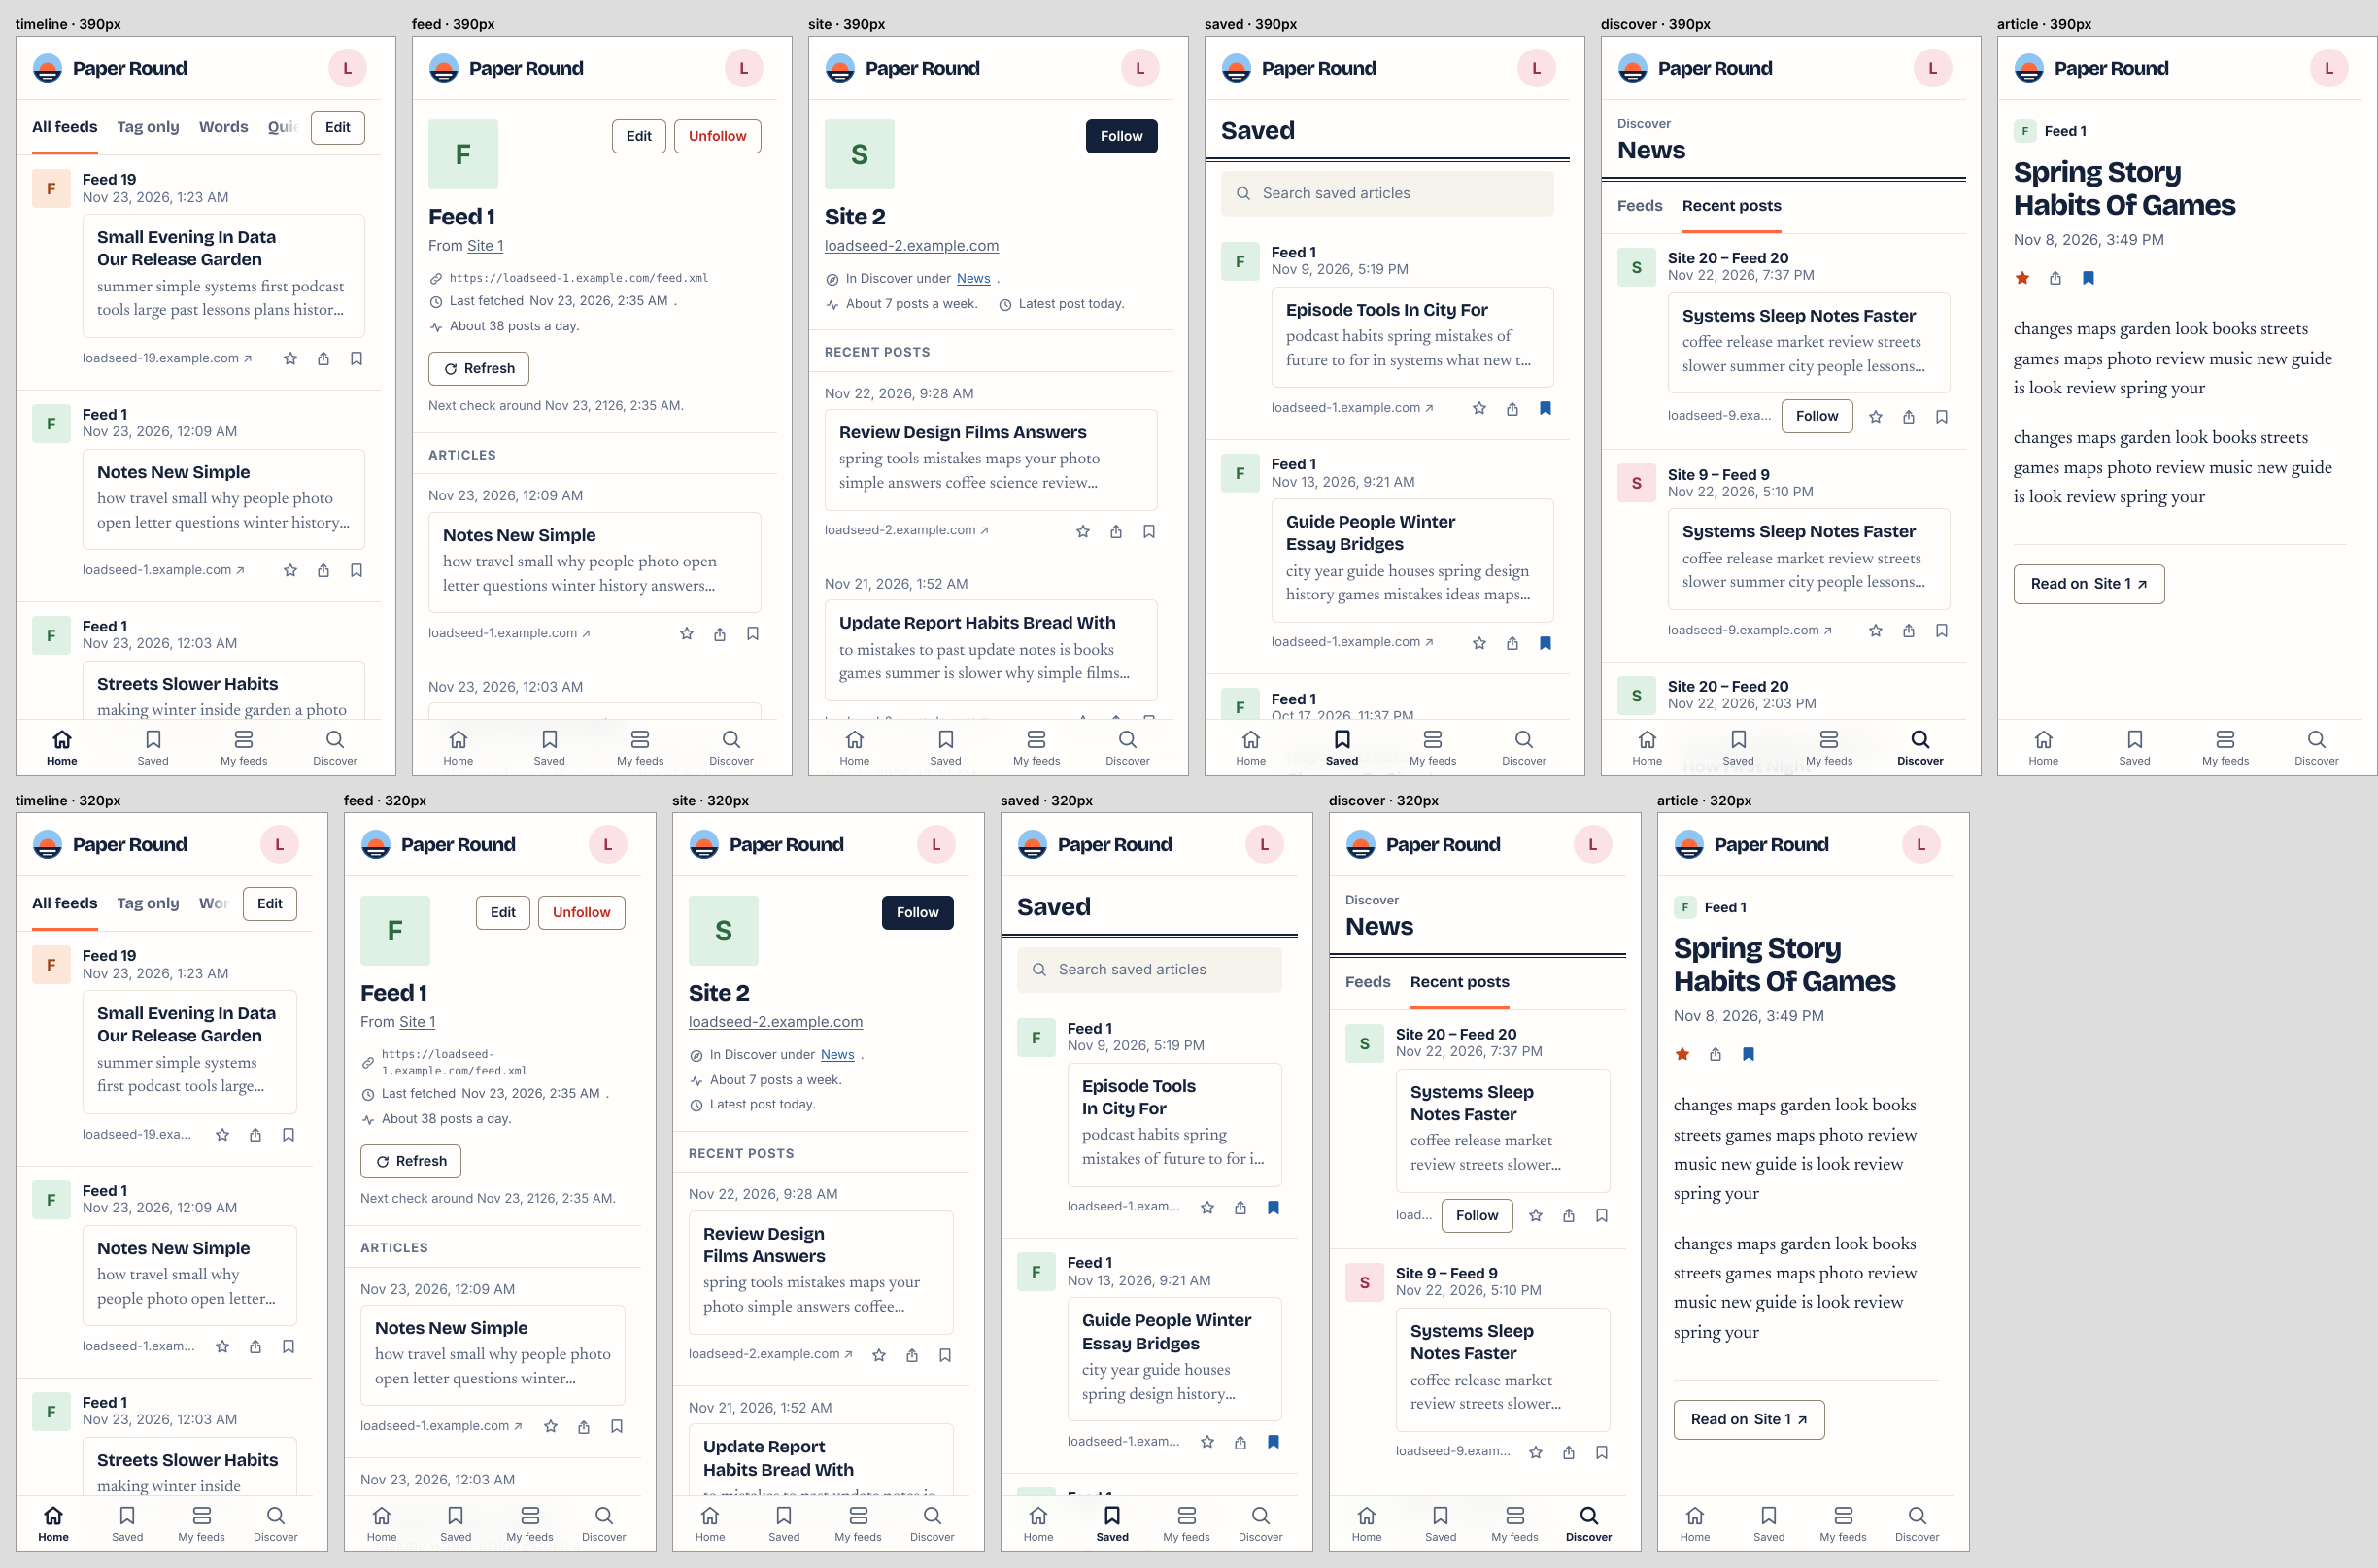 timeline · 390px
Paper Round
L
All feeds Tag only Words Quie Edit
F Feed 19
Nov 23, 2026, 1:23 AM
Small Evening In Data
Our Release Garden
summer simple systems first podcast
tools large past lessons plans histor...
loadseed-19.example.com ↗
F Feed 1
Nov 23, 2026, 12:09 AM
Notes New Simple
how travel small why people photo
open letter questions winter history...
loadseed-1.example.com ↗
F Feed 1
Nov 23, 2026, 12:03 AM
Streets Slower Habits
making winter inside garden a photo
Home Saved My feeds Discover
feed · 390px
Paper Round
L
F
Edit Unfollow
Feed 1
From Site 1
https://loadseed-1.example.com/feed.xml
Last fetched Nov 23, 2026, 2:35 AM .
About 38 posts a day.
Refresh
Next check around Nov 23, 2126, 2:35 AM.
ARTICLES
Nov 23, 2026, 12:09 AM
Notes New Simple
how travel small why people photo open
letter questions winter history answers...
loadseed-1.example.com ↗
Nov 23, 2026, 12:03 AM
Home Saved My feeds Discover
site · 390px
Paper Round
L
S
Follow
Site 2
loadseed-2.example.com
In Discover under News .
About 7 posts a week. Latest post today.
RECENT POSTS
Nov 22, 2026, 9:28 AM
Review Design Films Answers
spring tools mistakes maps your photo
simple answers coffee science review...
loadseed-2.example.com ↗
Nov 21, 2026, 1:52 AM
Update Report Habits Bread With
to mistakes to past update notes is books
games summer is slower why simple films...
Home Saved My feeds Discover
saved · 390px
Paper Round
L
Saved
Search saved articles
F Feed 1
Nov 9, 2026, 5:19 PM
Episode Tools In City For
podcast habits spring mistakes of
future to for in systems what new t...
loadseed-1.example.com ↗
F Feed 1
Nov 13, 2026, 9:21 AM
Guide People Winter
Essay Bridges
city year guide houses spring design
history games mistakes ideas maps...
loadseed-1.example.com ↗
F Feed 1
Oct 17, 2026, 11:37 PM
Home Saved My feeds Discover
discover · 390px
Paper Round
L
Discover
News
Feeds Recent posts
S Site 20 – Feed 20
Nov 22, 2026, 7:37 PM
Systems Sleep Notes Faster
coffee release market review streets
slower summer city people lessons...
loadseed-9.exa... Follow
S Site 9 – Feed 9
Nov 22, 2026, 5:10 PM
Systems Sleep Notes Faster
coffee release market review streets
slower summer city people lessons...
loadseed-9.example.com ↗
S Site 20 – Feed 20
Nov 22, 2026, 2:03 PM
How First Night
Home Saved My feeds Discover
article · 390px
Paper Round
L
F Feed 1
Spring Story
Habits Of Games
Nov 8, 2026, 3:49 PM
changes maps garden look books streets
games maps photo review music new guide
is look review spring your
changes maps garden look books streets
games maps photo review music new guide
is look review spring your
Read on Site 1 ↗
Home Saved My feeds Discover
timeline · 320px
Paper Round
L
All feeds Tag only Wor Edit
F Feed 19
Nov 23, 2026, 1:23 AM
Small Evening In Data
Our Release Garden
summer simple systems
first podcast tools large...
loadseed-19.exa...
F Feed 1
Nov 23, 2026, 12:09 AM
Notes New Simple
how travel small why
people photo open letter...
loadseed-1.exam...
F Feed 1
Nov 23, 2026, 12:03 AM
Streets Slower Habits
making winter inside
Home Saved My feeds Discover
feed · 320px
Paper Round
L
F
Edit Unfollow
Feed 1
From Site 1
https://loadseed-
1.example.com/feed.xml
Last fetched Nov 23, 2026, 2:35 AM .
About 38 posts a day.
Refresh
Next check around Nov 23, 2126, 2:35 AM.
ARTICLES
Nov 23, 2026, 12:09 AM
Notes New Simple
how travel small why people photo
open letter questions winter...
loadseed-1.example.com ↗
Nov 23, 2026, 12:03 AM
Home Saved My feeds Discover
site · 320px
Paper Round
L
S
Follow
Site 2
loadseed-2.example.com
In Discover under News .
About 7 posts a week.
Latest post today.
RECENT POSTS
Nov 22, 2026, 9:28 AM
Review Design
Films Answers
spring tools mistakes maps your
photo simple answers coffee...
loadseed-2.example.com ↗
Nov 21, 2026, 1:52 AM
Update Report
Habits Bread With
to mistakes to past update notes is
Home Saved My feeds Discover
saved · 320px
Paper Round
L
Saved
Search saved articles
F Feed 1
Nov 9, 2026, 5:19 PM
Episode Tools
In City For
podcast habits spring
mistakes of future to for i...
loadseed-1.exam...
F Feed 1
Nov 13, 2026, 9:21 AM
Guide People Winter
Essay Bridges
city year guide houses
spring design history...
loadseed-1.exam...
Home Saved My feeds Discover
discover · 320px
Paper Round
L
Discover
News
Feeds Recent posts
S Site 20 – Feed 20
Nov 22, 2026, 7:37 PM
Systems Sleep
Notes Faster
coffee release market
review streets slower...
load... Follow
S Site 9 – Feed 9
Nov 22, 2026, 5:10 PM
Systems Sleep
Notes Faster
coffee release market
review streets slower...
loadseed-9.exam...
Home Saved My feeds Discover
article · 320px
Paper Round
L
F Feed 1
Spring Story
Habits Of Games
Nov 8, 2026, 3:49 PM
changes maps garden look books
streets games maps photo review
music new guide is look review
spring your
changes maps garden look books
streets games maps photo review
music new guide is look review
spring your
Read on Site 1 ↗
Home Saved My feeds Discover